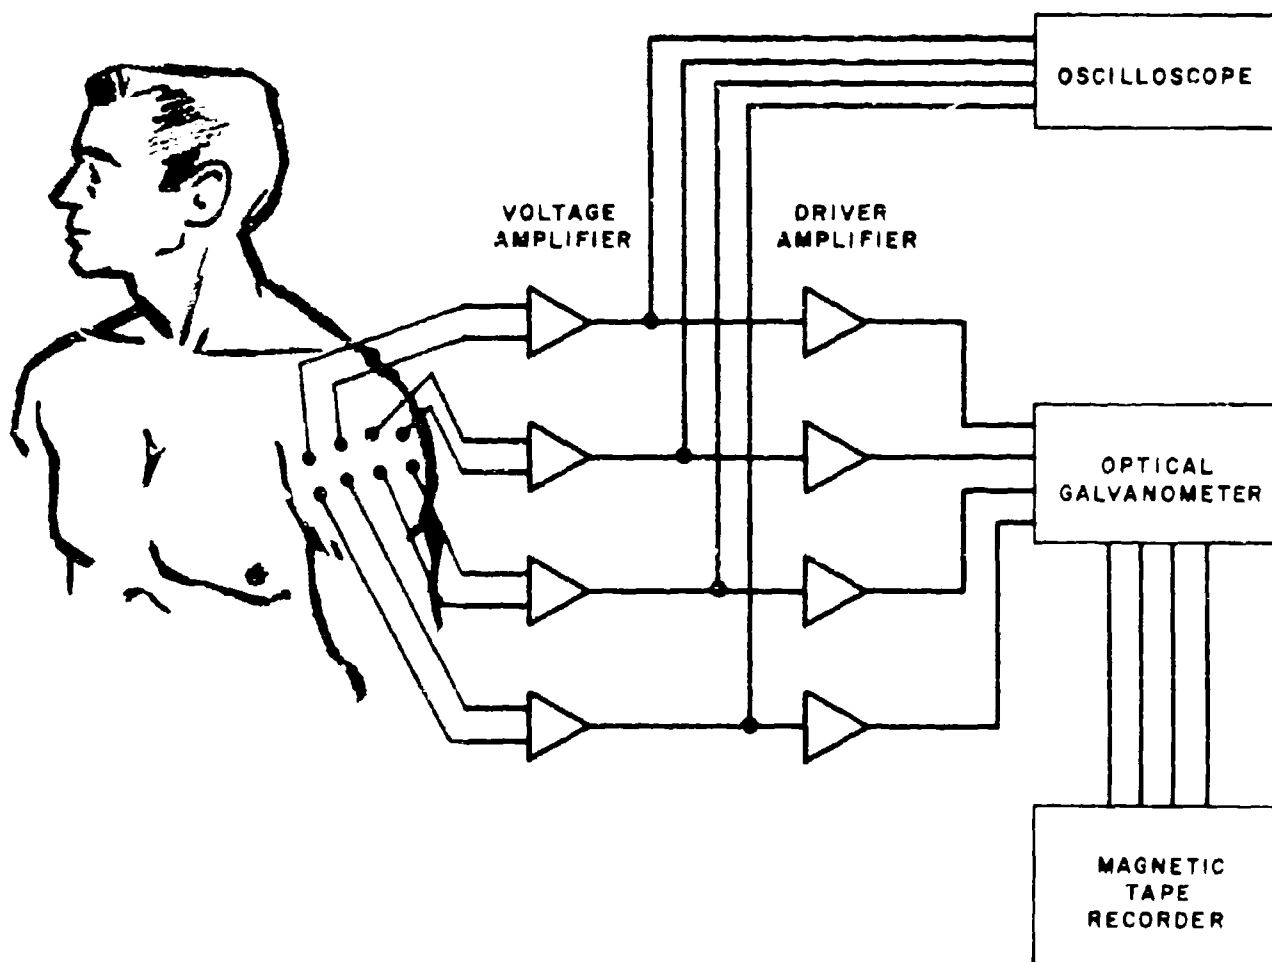 OSCILLOSCOPE
VOLTAGE
AMPLIFIER
DRIVER
AMPLIFIER
OPTICAL
GALVANOMETER
MAGNETIC
TAPE
RECORDER